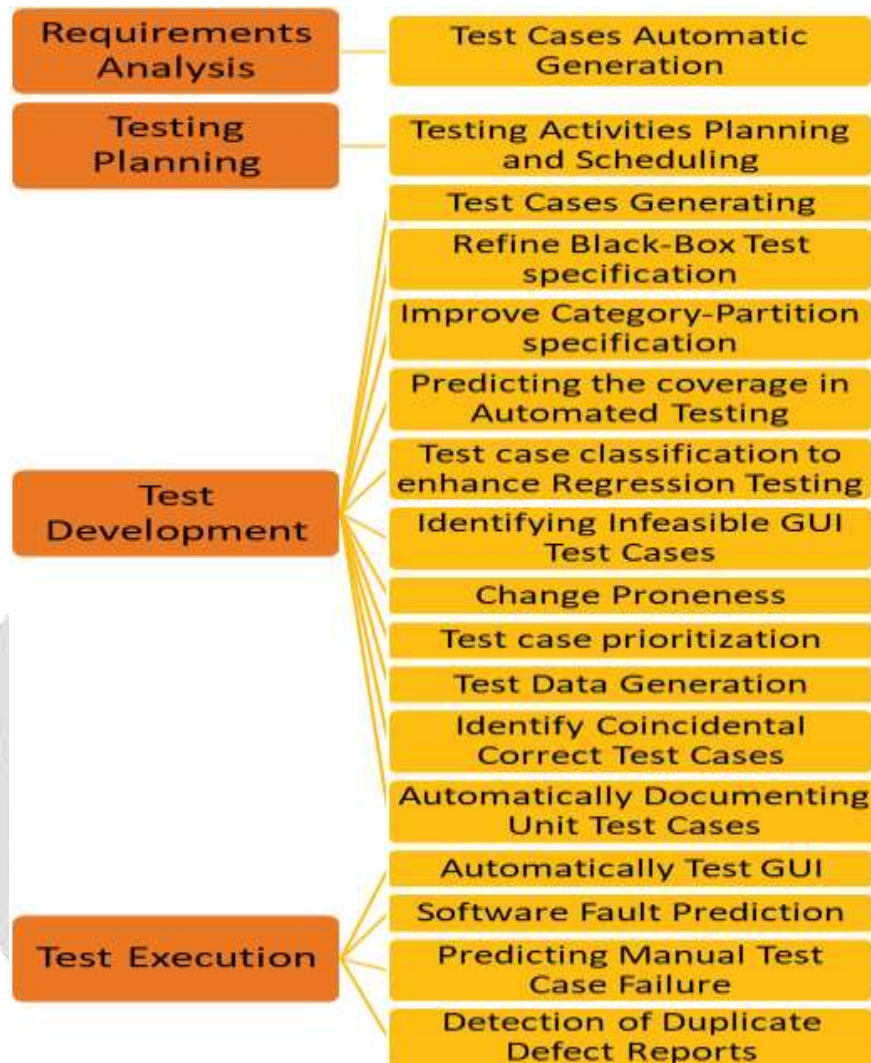 Requirements
Analysis
Test Cases Automatic
Generation
Testing
Planning
Testing Activities Planning
and Scheduling
Test
Development
Test Cases Generating
Refine Black-Box Test
specification
Improve Category-Partition
specification
Predicting the coverage in
Automated Testing
Test case classification to
enhance Regression Testing
Identifying Infeasible GUI
Test Cases
Change Proneness
Test case prioritization
Test Data Generation
Identify Coincidental
Correct Test Cases
Automatically Documenting
Unit Test Cases
Test Execution
Automatically Test GUI
Software Fault Prediction
Predicting Manual Test
Case Failure
Detection of Duplicate
Defect Reports